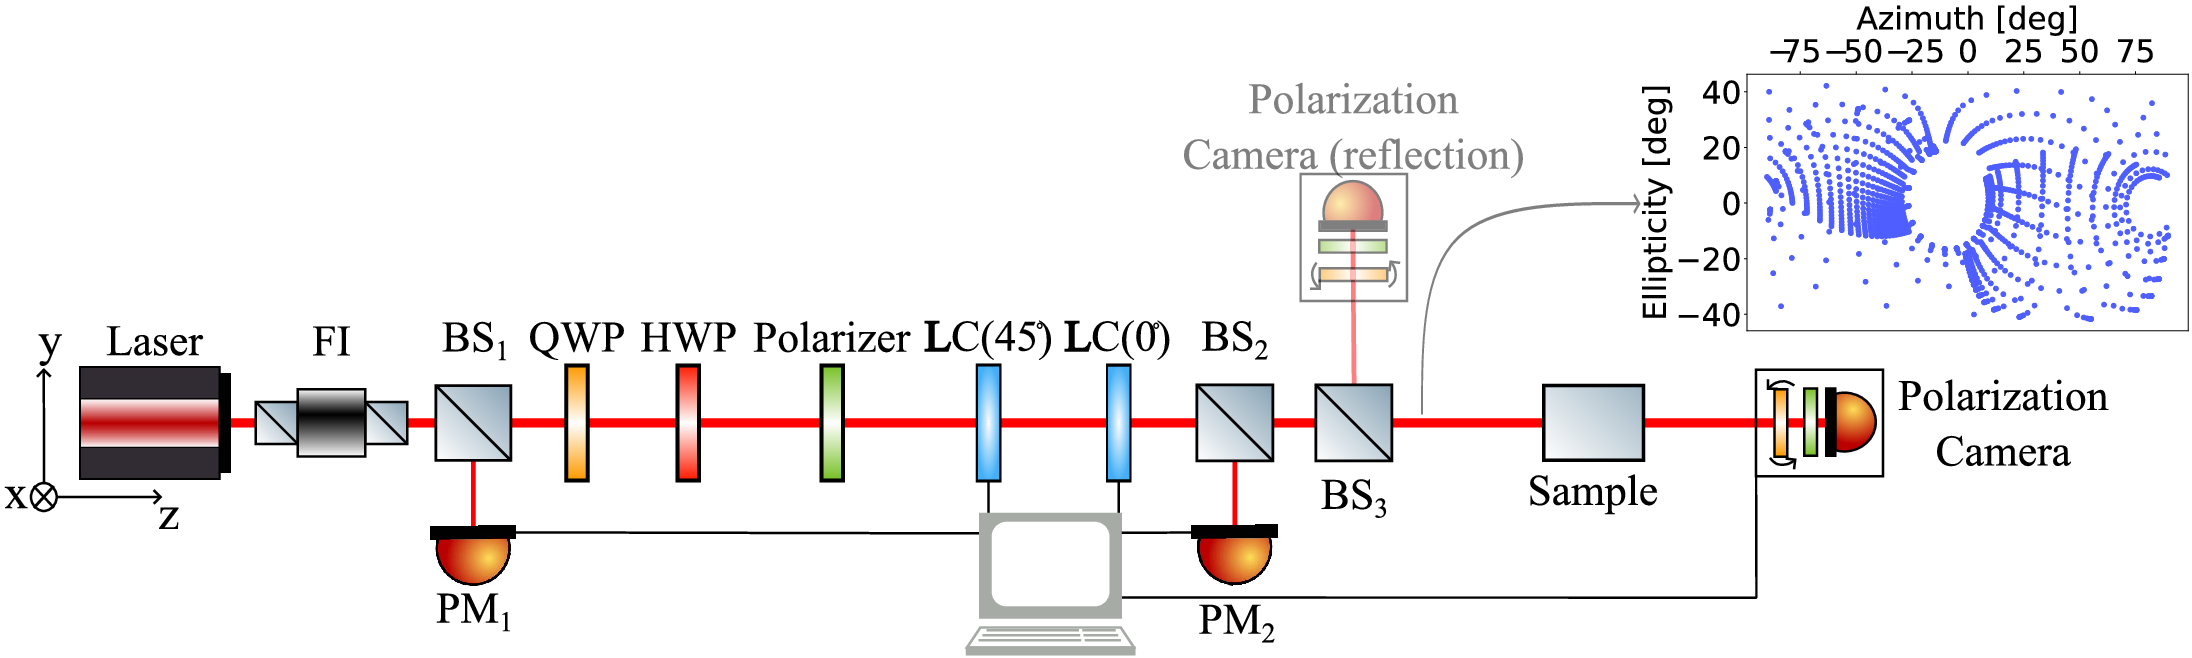 Azimuth [deg]
−75 −50 −25 0 25 50 75
Polarization
Camera (reflection)
Ellipticity [deg]
40
20
0
−20
−40
y
Laser
FI
BS₁
QWP
HWP
Polarizer
LC(45°)
LC(0°)
BS₂
Polarization
Camera
x
z
BS₃
Sample
PM₁
PM₂